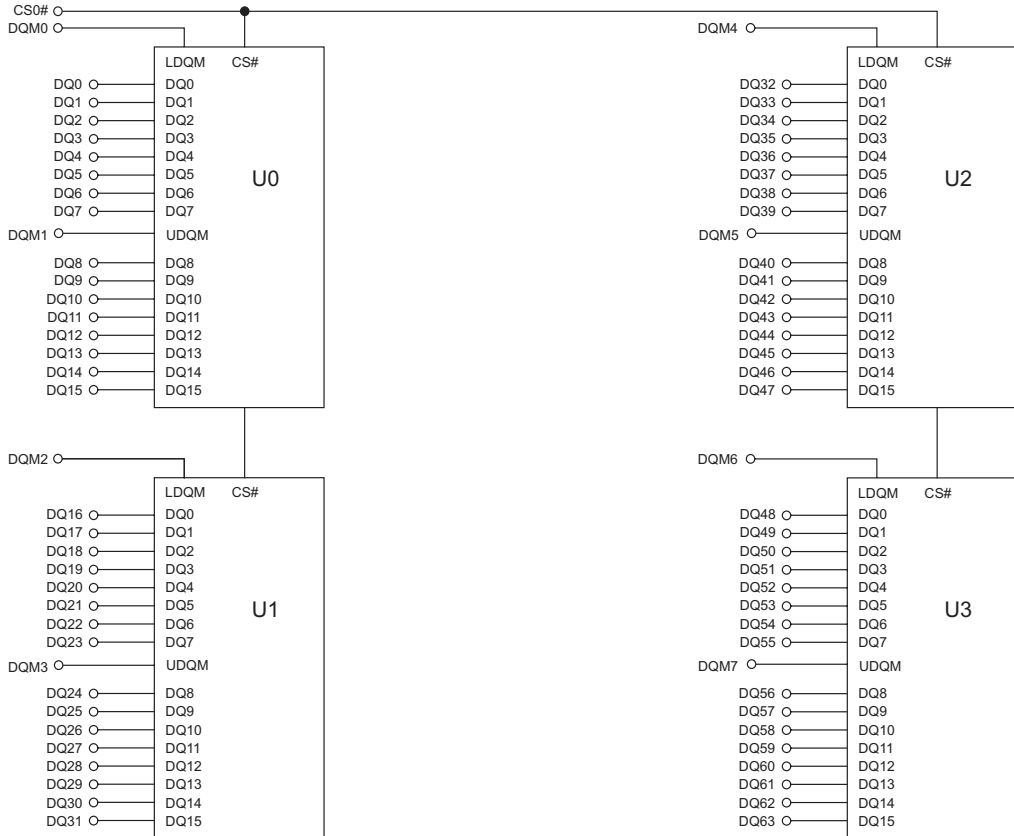 CS0#
DQM0
LDQM CS#
DQ0 DQ0
DQ1 DQ1
DQ2 DQ2
DQ3 DQ3
DQ4 DQ4
DQ5 DQ5
DQ6 DQ6
DQ7 DQ7
U0
DQM1 UDQM
DQ8 DQ8
DQ9 DQ9
DQ10 DQ10
DQ11 DQ11
DQ12 DQ12
DQ13 DQ13
DQ14 DQ14
DQ15 DQ15
DQM2
LDQM CS#
DQ16 DQ0
DQ17 DQ1
DQ18 DQ2
DQ19 DQ3
DQ20 DQ4
DQ21 DQ5
DQ22 DQ6
DQ23 DQ7
U1
DQM3 UDQM
DQ24 DQ8
DQ25 DQ9
DQ26 DQ10
DQ27 DQ11
DQ28 DQ12
DQ29 DQ13
DQ30 DQ14
DQ31 DQ15
DQM4
LDQM CS#
DQ32 DQ0
DQ33 DQ1
DQ34 DQ2
DQ35 DQ3
DQ36 DQ4
DQ37 DQ5
DQ38 DQ6
DQ39 DQ7
U2
DQM5 UDQM
DQ40 DQ8
DQ41 DQ9
DQ42 DQ10
DQ43 DQ11
DQ44 DQ12
DQ45 DQ13
DQ46 DQ14
DQ47 DQ15
DQM6
LDQM CS#
DQ48 DQ0
DQ49 DQ1
DQ50 DQ2
DQ51 DQ3
DQ52 DQ4
DQ53 DQ5
DQ54 DQ6
DQ55 DQ7
U3
DQM7 UDQM
DQ56 DQ8
DQ57 DQ9
DQ58 DQ10
DQ59 DQ11
DQ60 DQ12
DQ61 DQ13
DQ62 DQ14
DQ63 DQ15